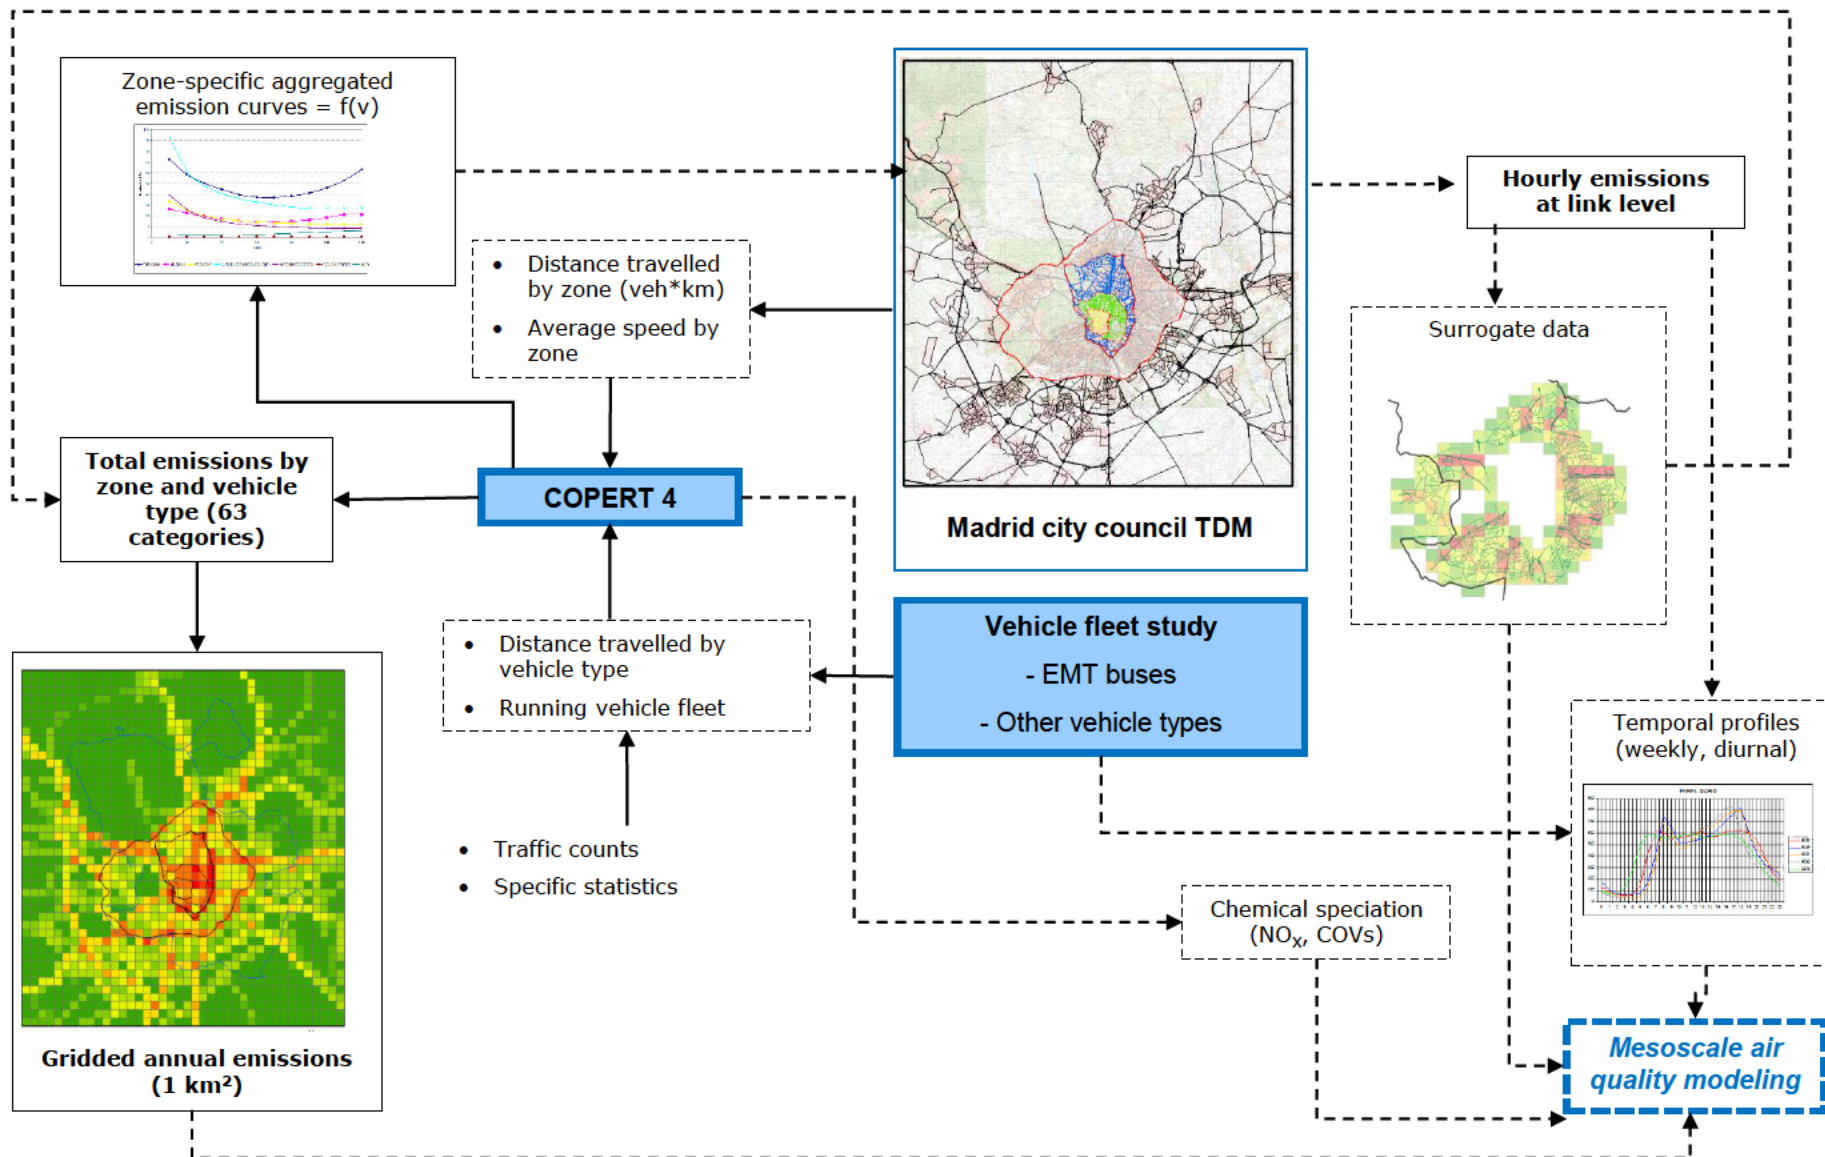 Zone-specific aggregated
emission curves = f(v)
• Distance travelled
by zone (veh*km)
• Average speed by
zone
Madrid city council TDM
Hourly emissions
at link level
Surrogate data
Total emissions by
zone and vehicle
type (63
categories)
COPERT 4
• Distance travelled by
vehicle type
• Running vehicle fleet
Vehicle fleet study
- EMT buses
- Other vehicle types
Temporal profiles
(weekly, diurnal)
• Traffic counts
• Specific statistics
Chemical speciation
(NOx, COVs)
Gridded annual emissions
(1 km²)
Mesoscale air
quality modeling